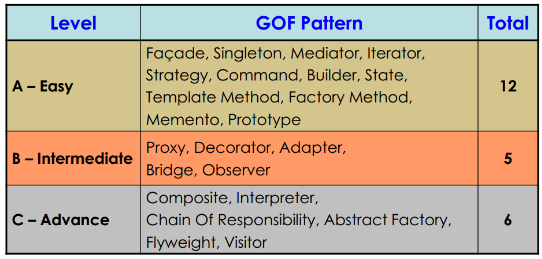 Level GOF Pattern Total
A – Easy
Façade, Singleton, Mediator, Iterator,
Strategy, Command, Builder, State,
Template Method, Factory Method,
Memento, Prototype
12
B – Intermediate
Proxy, Decorator, Adapter,
Bridge, Observer
5
C – Advance
Composite, Interpreter,
Chain Of Responsibility, Abstract Factory,
Flyweight, Visitor
6